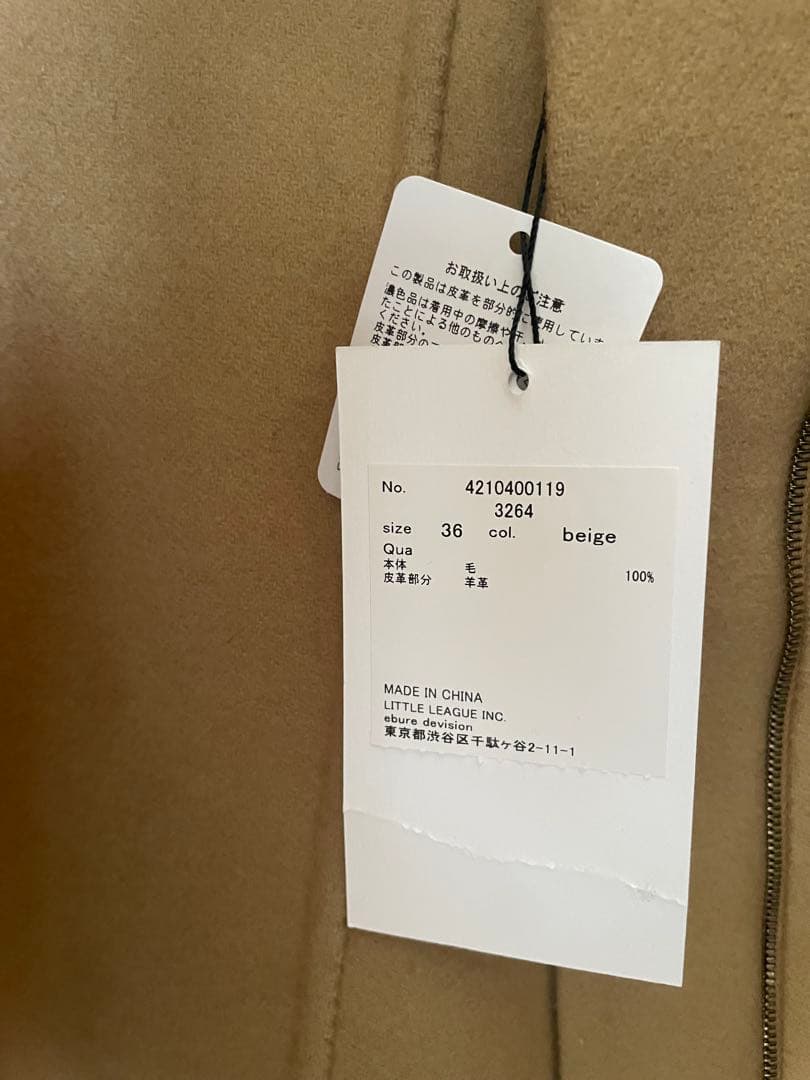 お取扱い上のご注意
この製品は皮革を部分的に使用していま
濃色品は着用中の摩擦や汗
たことによる他のものへ
ください。
皮革部分の
皮革部
No. 4210400119
3264
size 36 col. beige
Qua
本体 毛 100%
皮革部分 羊革
MADE IN CHINA
LITTLE LEAGUE INC.
ebure devision
東京都渋谷区千駄ヶ谷2-11-1